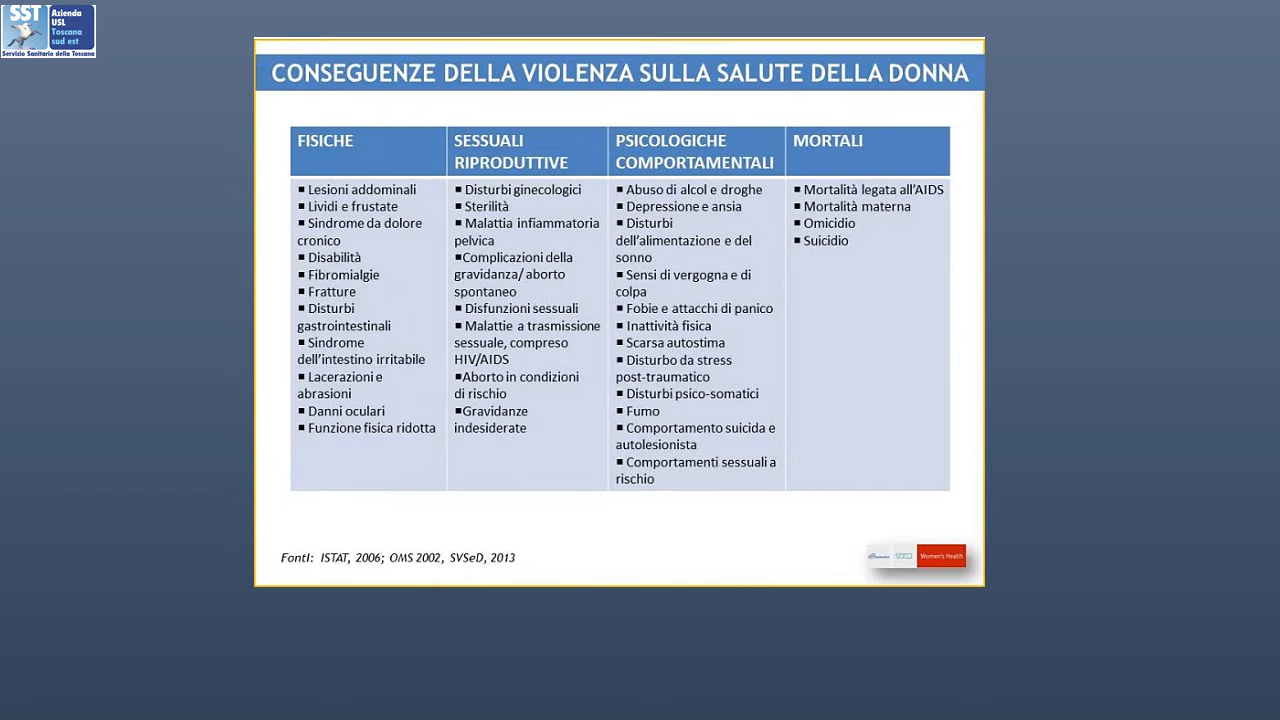 SST
Azienda
USL
Toscana
sud est
Servizio Sanitario della Toscana
CONSEGUENZE DELLA VIOLENZA SULLA SALUTE DELLA DONNA
FISICHE
▪ Lesioni addominali
▪ Lividi e frustate
▪ Sindrome da dolore
cronico
▪ Disabilità
▪ Fibromialgie
▪ Fratture
▪ Disturbi
gastrointestinali
▪ Sindrome
dell'intestino irritabile
▪ Lacerazioni e
abrasioni
▪ Danni oculari
▪ Funzione fisica ridotta
SESSUALI
RIPRODUTTIVE
▪ Disturbi ginecologici
▪ Sterilità
▪ Malattia infiammatoria
pelvica
▪Complicazioni della
gravidanza/ aborto
spontaneo
▪ Disfunzioni sessuali
▪ Malattie a trasmissione
sessuale, compreso
HIV/AIDS
▪Aborto in condizioni
di rischio
▪Gravidanze
indesiderate
PSICOLOGICHE
COMPORTAMENTALI
▪ Abuso di alcol e droghe
▪ Depressione e ansia
▪ Disturbi
dell'alimentazione e del
sonno
▪ Sensi di vergogna e di
colpa
▪ Fobie e attacchi di panico
▪ Inattività fisica
▪ Scarsa autostima
▪ Disturbo da stress
post-traumatico
▪ Disturbi psico-somatici
▪ Fumo
▪ Comportamento suicida e
autolesionista
▪ Comportamenti sessuali a
rischio
MORTALI
▪ Mortalità legata all'AIDS
▪ Mortalità materna
▪ Omicidio
▪ Suicidio
FontI: ISTAT, 2006; OMS 2002, SVSeD, 2013
Women's Health